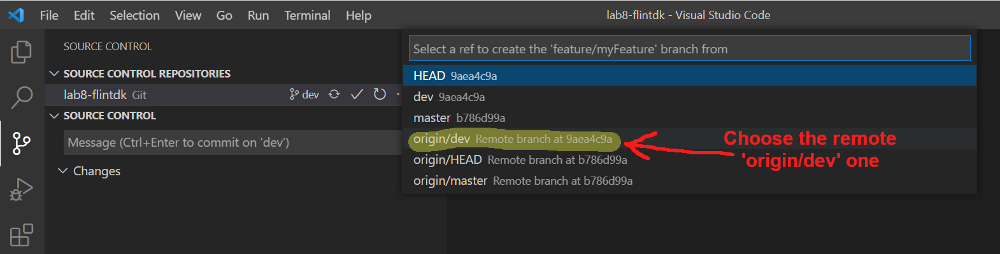 File Edit Selection View Go Run Terminal Help lab8-flintdk - Visual Studio Code
SOURCE CONTROL
Select a ref to create the 'feature/myFeature' branch from
SOURCE CONTROL REPOSITORIES
HEAD 9aea4c9a
lab8-flintdk Git dev
dev 9aea4c9a
SOURCE CONTROL
master b786d99a
Message (Ctrl+Enter to commit on 'dev')
origin/dev Remote branch at 9aea4c9a
Choose the remote
'origin/dev' one
origin/HEAD Remote branch at b786d99a
Changes
origin/master Remote branch at b786d99a